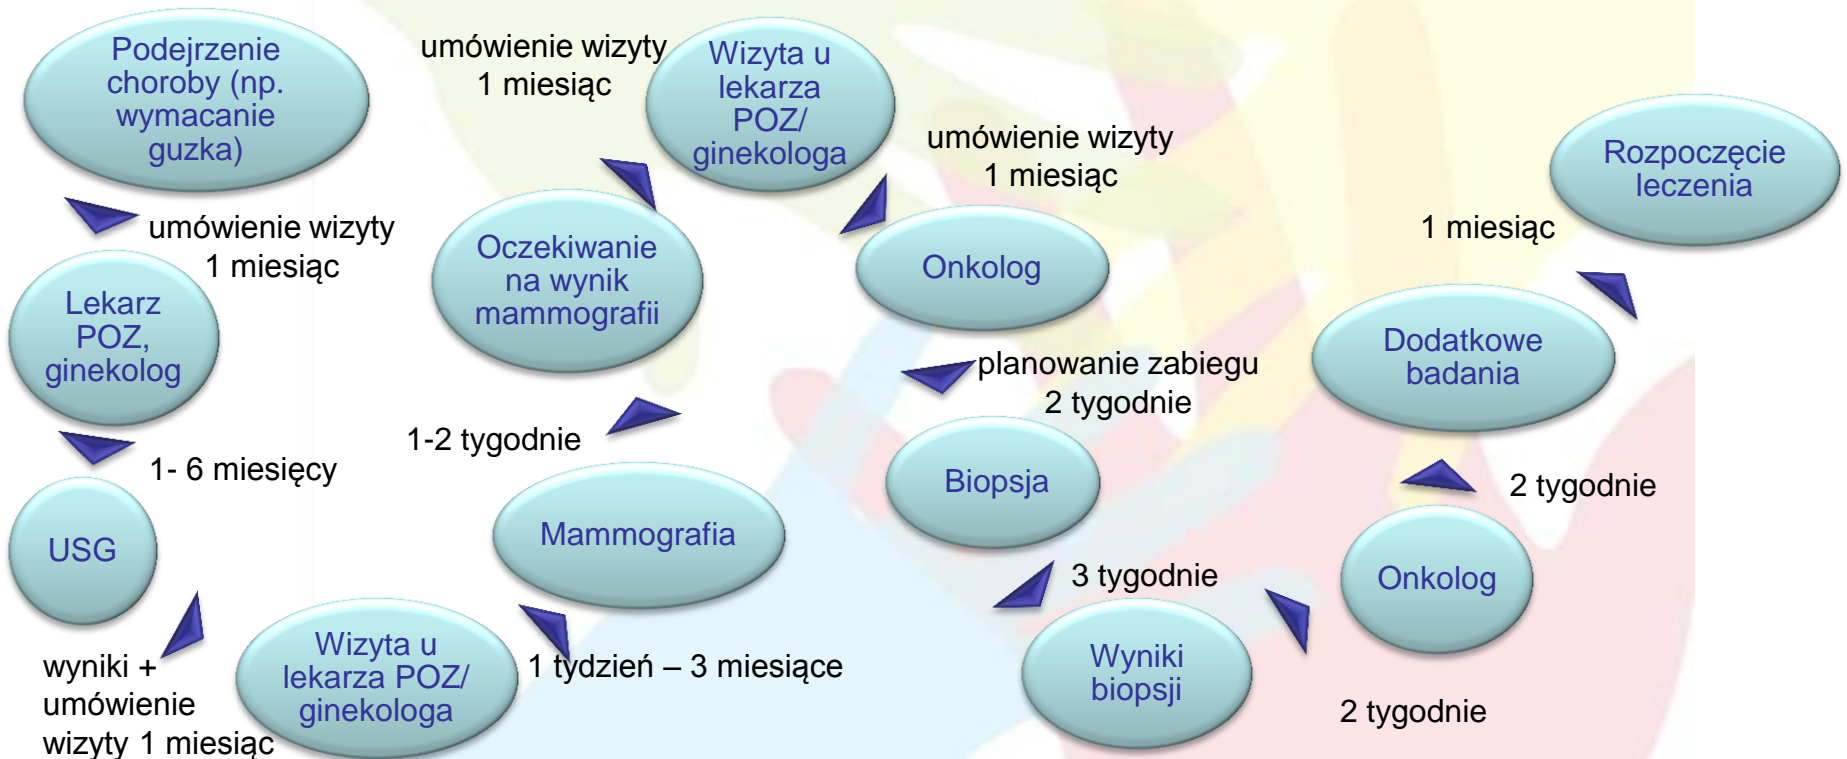 Podejrzenie
choroby (np.
wymacanie
guzka)
umówienie wizyty
1 miesiąc
Lekarz
POZ,
ginekolog
1- 6 miesięcy
USG
wyniki +
umówienie
wizyty 1 miesiąc
Wizyta u
lekarza POZ/
ginekologa
1 tydzień – 3 miesiące
Mammografia
1-2 tygodnie
Oczekiwanie
na wynik
mammografii
umówienie wizyty
1 miesiąc
Wizyta u
lekarza
POZ/
ginekologa
umówienie wizyty
1 miesiąc
Onkolog
planowanie zabiegu
2 tygodnie
Biopsja
3 tygodnie
Wyniki
biopsji
2 tygodnie
Onkolog
2 tygodnie
Dodatkowe
badania
1 miesiąc
Rozpoczęcie
leczenia